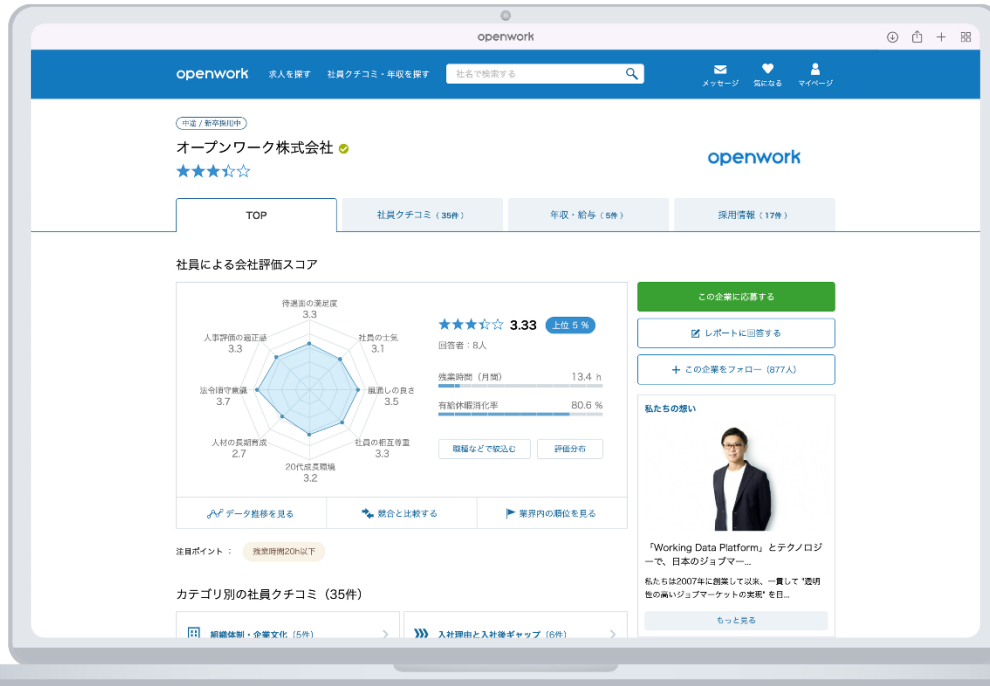 openwork
openwork 求人を探す 社員クチコミ・年収を探す 社名で検索する メッセージ 気になる マイページ
中途 / 新卒採用中
オープンワーク株式会社
openwork
TOP 社員クチコミ（35件） 年収・給与（5件） 採用情報（17件）
社員による会社評価スコア
待遇面の満足度
3.3
社員の士気
3.1
風通しの良さ
3.5
社員の相互尊重
3.3
20代成長環境
3.2
人材の長期育成
2.7
法令順守意識
3.7
人事評価の適正感
3.3
3.33 上位 5 %
回答者：8人
残業時間（月間） 13.4 h
有給休暇消化率 80.6 %
職種などで絞込む 評価分布
データ推移を見る 競合と比較する 業界内の順位を見る
注目ポイント ： 残業時間20h以下
カテゴリ別の社員クチコミ（35件）
組織体制・企業文化（5件） 入社理由と入社後ギャップ（6件）
この企業に応募する
レポートに回答する
+ この企業をフォロー（877人）
私たちの想い
「Working Data Platform」とテクノロジ
ーで、日本のジョブマー...
私たちは2007年に創業して以来、一貫して "透明
性の高いジョブマーケットの実現" を目...
もっと見る